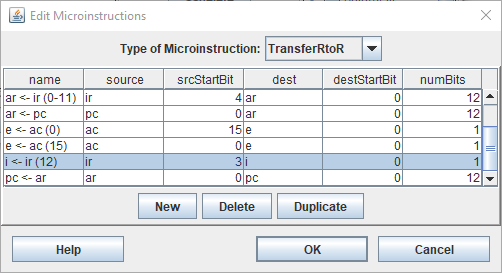 Edit Microinstructions
Type of Microinstruction: TransferRtoR
name source srcStartBit dest destStartBit numBits
ar <- ir (0-11) ir 4 ar 0 12
ar <- pc pc 0 ar 0 12
e <- ac (0) ac 15 e 0 1
e <- ac (15) ac 0 e 0 1
i <- ir (12) ir 3 i 0 1
pc <- ar ar 0 pc 0 12
New Delete Duplicate
Help OK Cancel